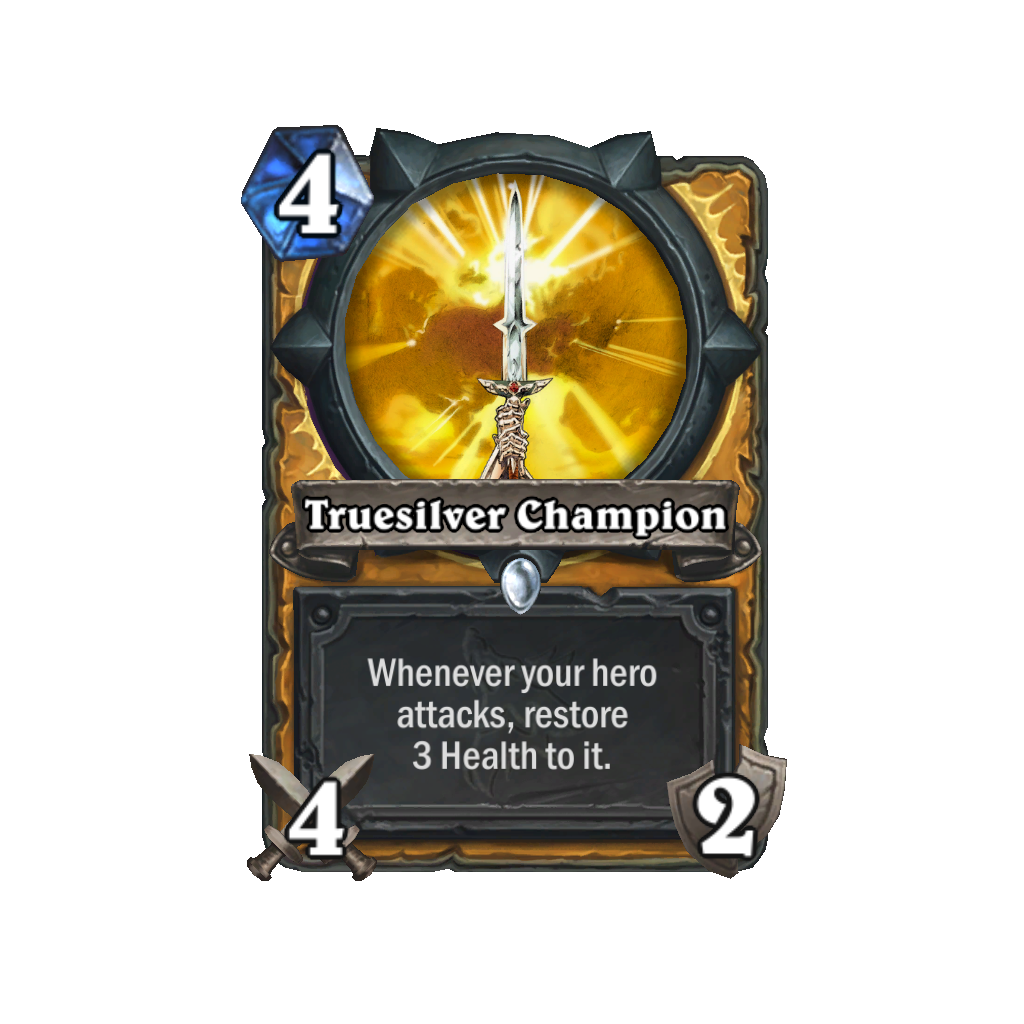 4
Truesilver Champion
Whenever your hero
attacks, restore
3 Health to it.
4
2